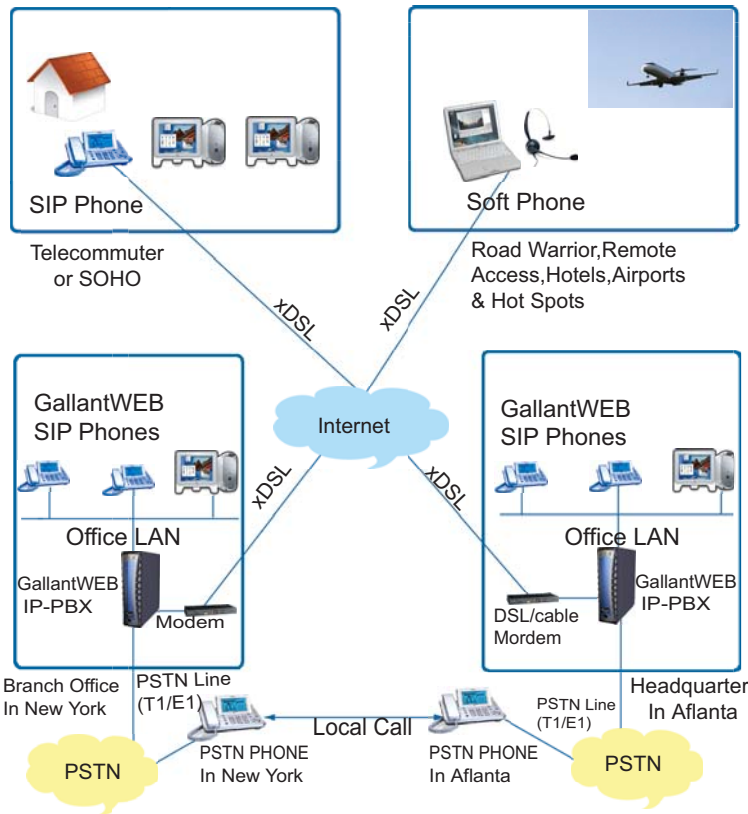 SIP Phone
Telecommuter
or SOHO
Soft Phone
Road Warrior,Remote
Access,Hotels,Airports
& Hot Spots
xDSL
xDSL
Internet
GallantWEB
SIP Phones
Office LAN
GallantWEB
IP-PBX
Modem
xDSL
GallantWEB
SIP Phones
Office LAN
GallantWEB
IP-PBX
DSL/cable
Mordem
xDSL
Branch Office
In New York
PSTN Line
(T1/E1)
PSTN
PSTN PHONE
In New York
Local Call
PSTN PHONE
In Aflanta
PSTN Line
(T1/E1)
Headquarter
In Aflanta
PSTN